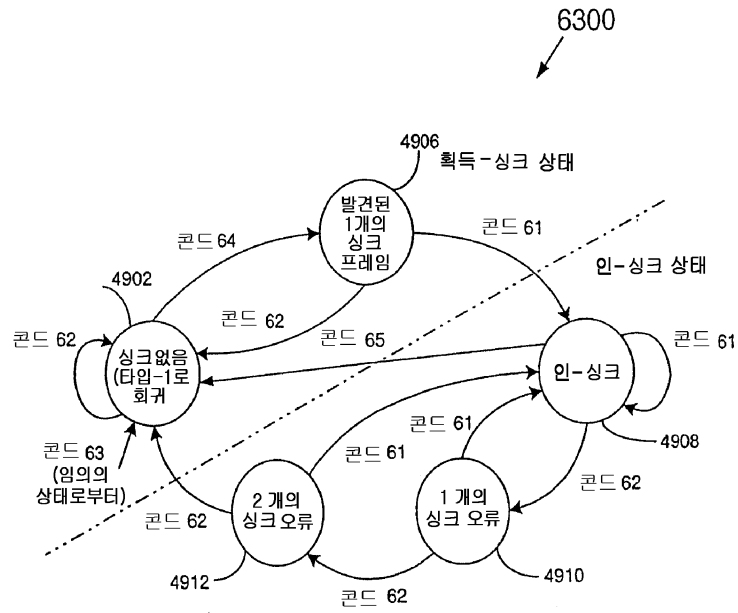 6300
4906
획득-싱크 상태
발견된
1개의
싱크
프레임
콘드 64
콘드 61
4902
인-싱크 상태
콘드 62
콘드 62
콘드 65
싱크없음
(타입-1로
회귀
인-싱크
콘드 61
콘드 61
콘드 61
4908
콘드 63
(임의의
상태로부터)
콘드 62
콘드 62
2 개의
싱크 오류
1 개의
싱크 오류
4912
4910
콘드 62